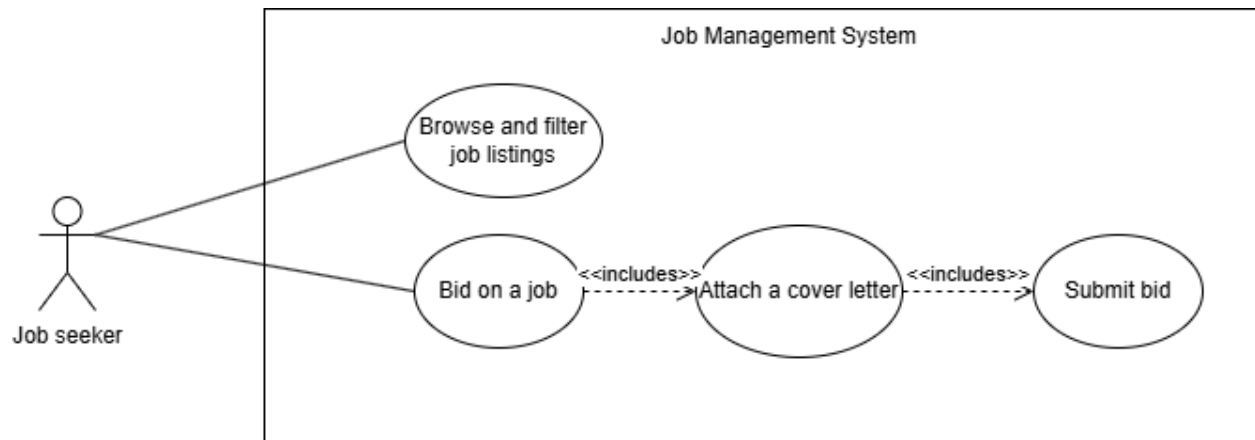 Job Management System
Browse and filter
job listings
Job seeker
Bid on a job
<<includes>>
Attach a cover letter
<<includes>>
Submit bid